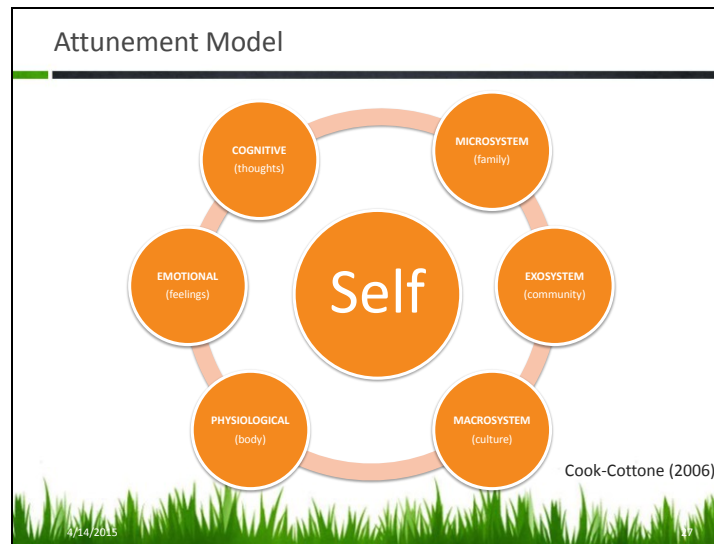 Attunement Model
COGNITIVE
(thoughts)
MICROSYSTEM
(family)
EMOTIONAL
(feelings)
Self
EXOSYSTEM
(community)
PHYSIOLOGICAL
(body)
MACROSYSTEM
(culture)
Cook-Cottone (2006)
4/14/2015
27